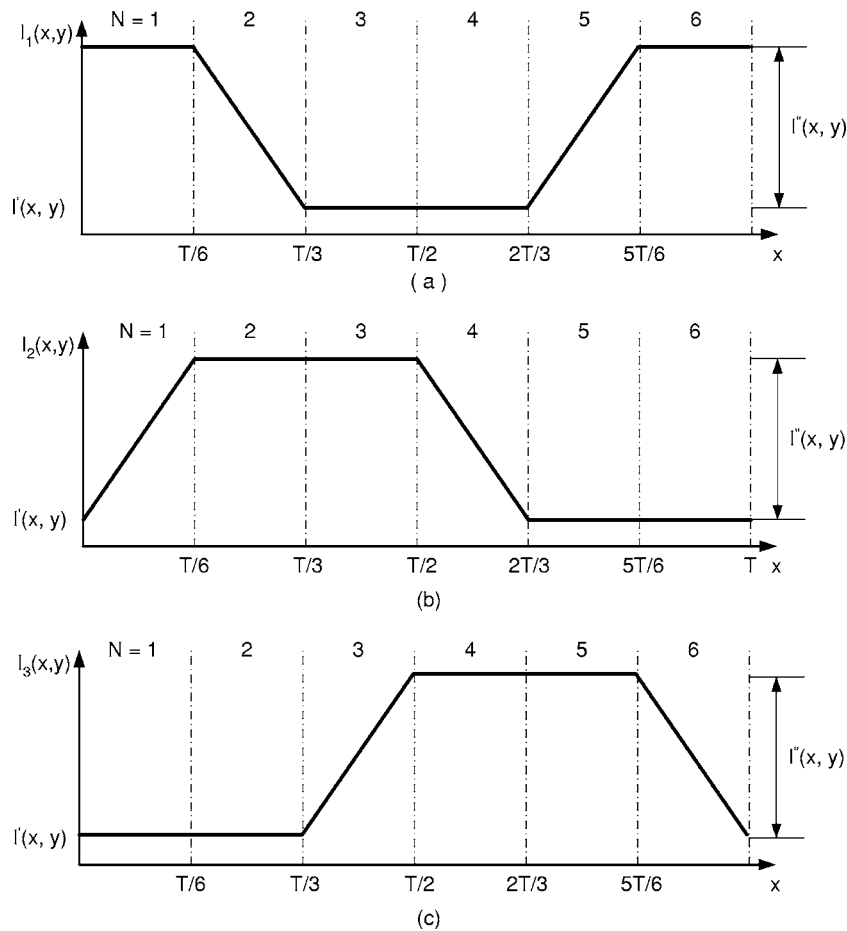 I1(x,y) N = 1 2 3 4 5 6
I"(x, y)
I'(x, y)
T/6 T/3 T/2 2T/3 5T/6 x
( a )
I2(x,y) N = 1 2 3 4 5 6
I"(x, y)
I'(x, y)
T/6 T/3 T/2 2T/3 5T/6 T x
(b)
I3(x,y) N = 1 2 3 4 5 6
I"(x, y)
I'(x, y)
T/6 T/3 T/2 2T/3 5T/6 x
(c)